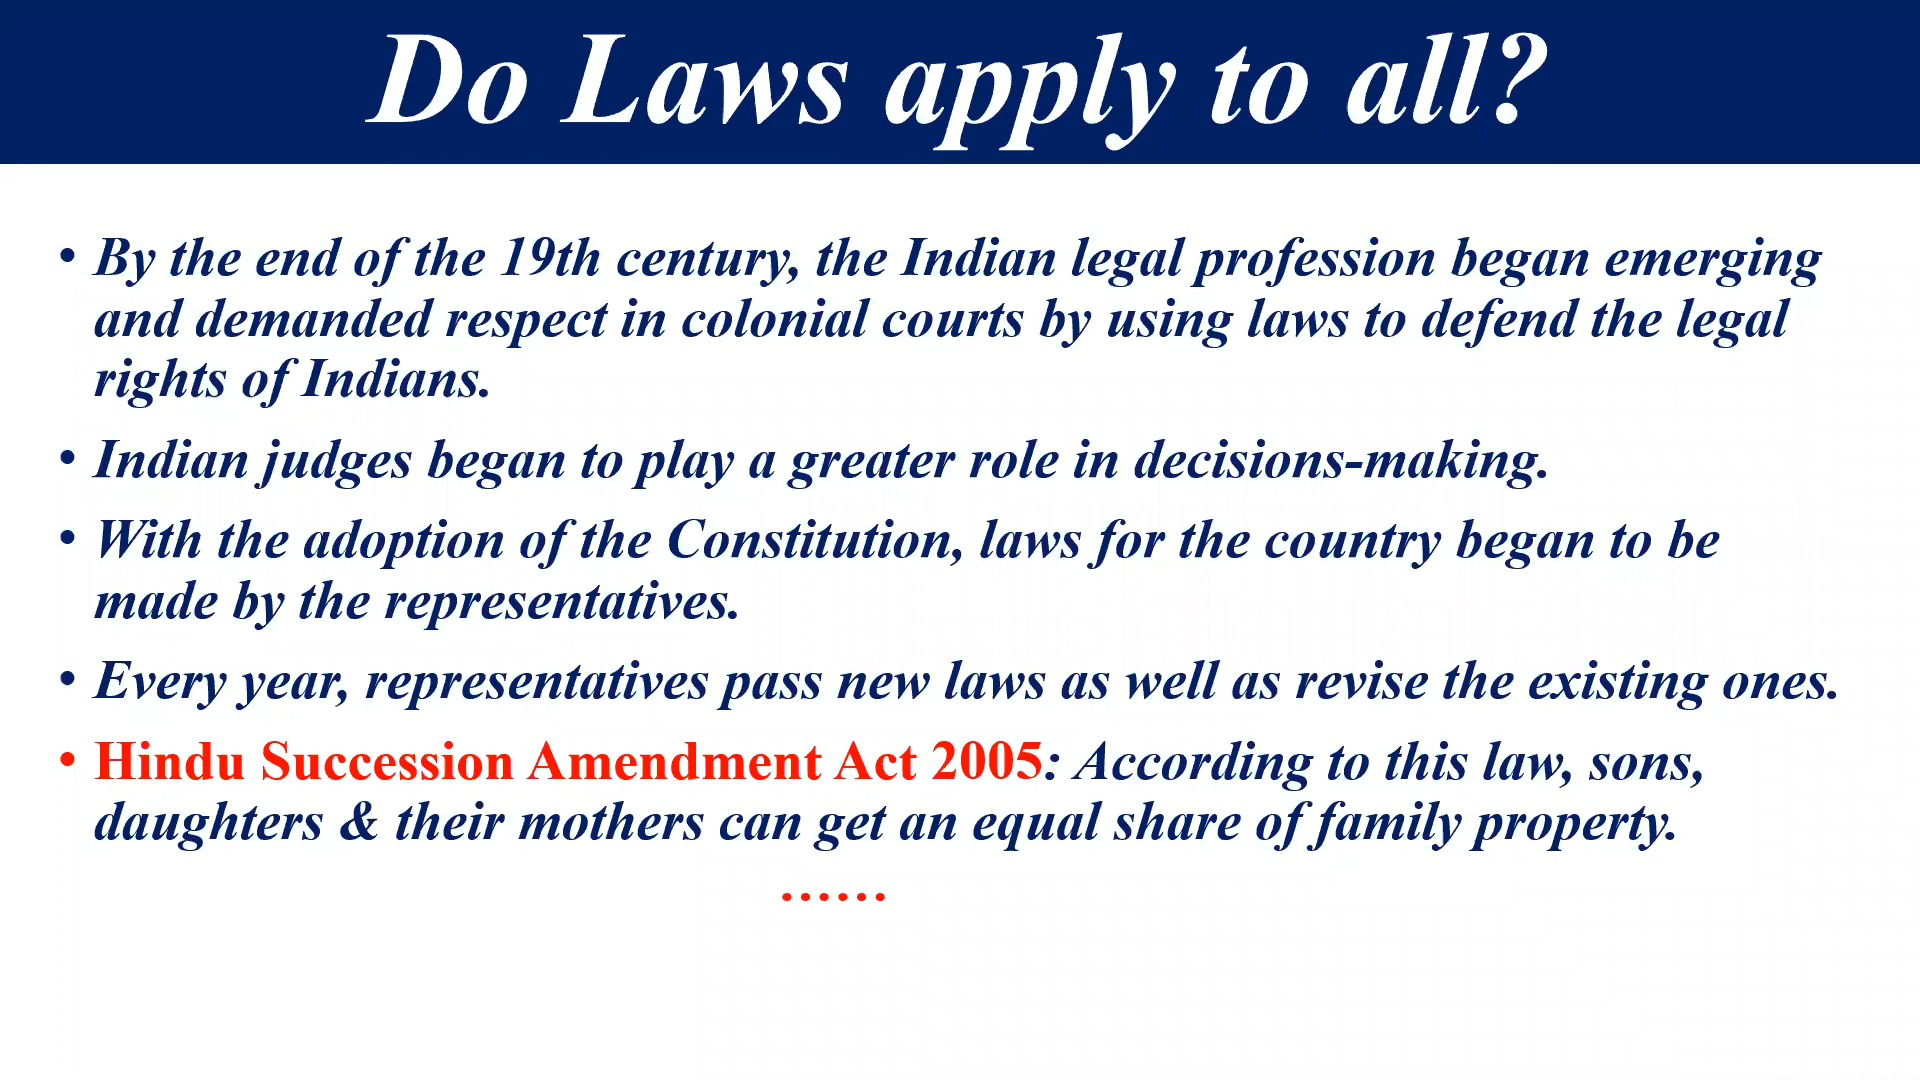 Do Laws apply to all?
• By the end of the 19th century, the Indian legal profession began emerging
and demanded respect in colonial courts by using laws to defend the legal
rights of Indians.
• Indian judges began to play a greater role in decisions-making.
• With the adoption of the Constitution, laws for the country began to be
made by the representatives.
• Every year, representatives pass new laws as well as revise the existing ones.
• Hindu Succession Amendment Act 2005: According to this law, sons,
daughters & their mothers can get an equal share of family property.
......